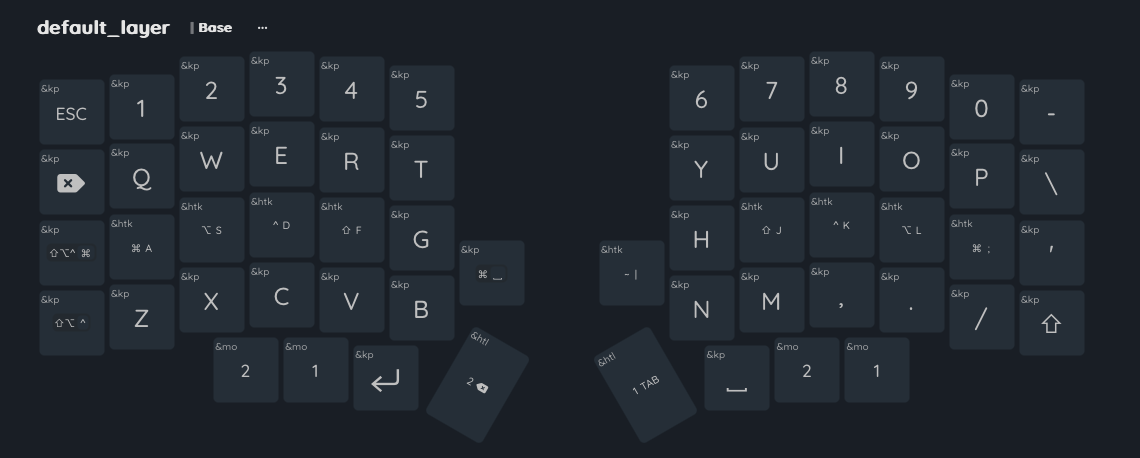 default_layer | Base ...
&kp ESC &kp 1 &kp 2 &kp 3 &kp 4 &kp 5 &kp 6 &kp 7 &kp 8 &kp 9 &kp 0 &kp -
&kp ⌫ &kp Q &kp W &kp E &kp R &kp T &kp Y &kp U &kp I &kp O &kp P &kp \
&kp ⇧⌥^ ⌘ &htk ⌘ A &htk ⌥ S &htk ^ D &htk ⇧ F &kp G &kp H &htk ⇧ J &htk ^ K &htk ⌥ L &htk ⌘ ; &kp '
&kp ⇧⌥ ^ &kp Z &kp X &kp C &kp V &kp B &kp ⌘ ⎵ &htk - | &kp N &kp M &kp , &kp . &kp / &kp ⇧
&mo 2 &mo 1 &kp ↵ &htl 2 ⌫ &htl 1 TAB &kp ⎵ &mo 2 &mo 1